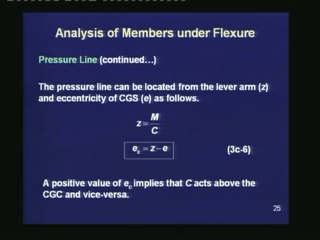 Analysis of Members under Flexure
Pressure Line (continued…)
The pressure line can be located from the lever arm (z)
and eccentricity of CGS (e) as follows.
z = M/C
e_c = z – e (3c-6)
A positive value of e_c implies that C acts above the
CGC and vice-versa.
25